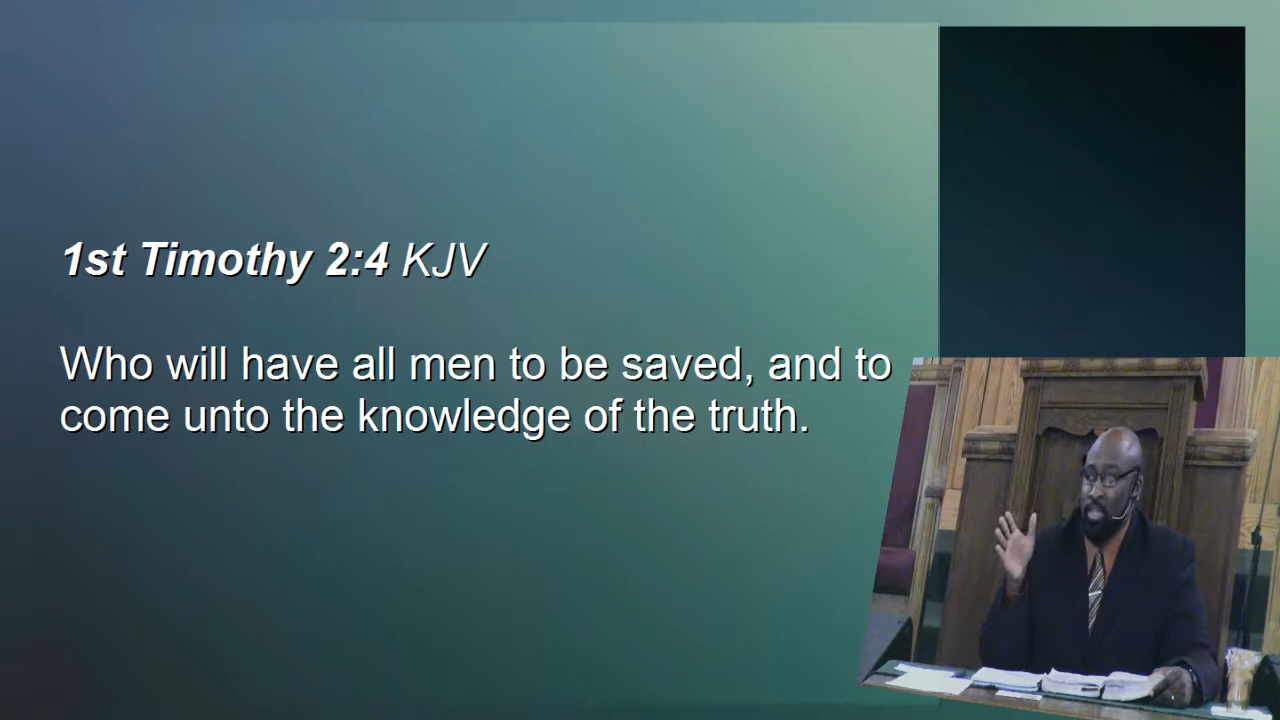 1st Timothy 2:4 KJV
Who will have all men to be saved, and to
come unto the knowledge of the truth.